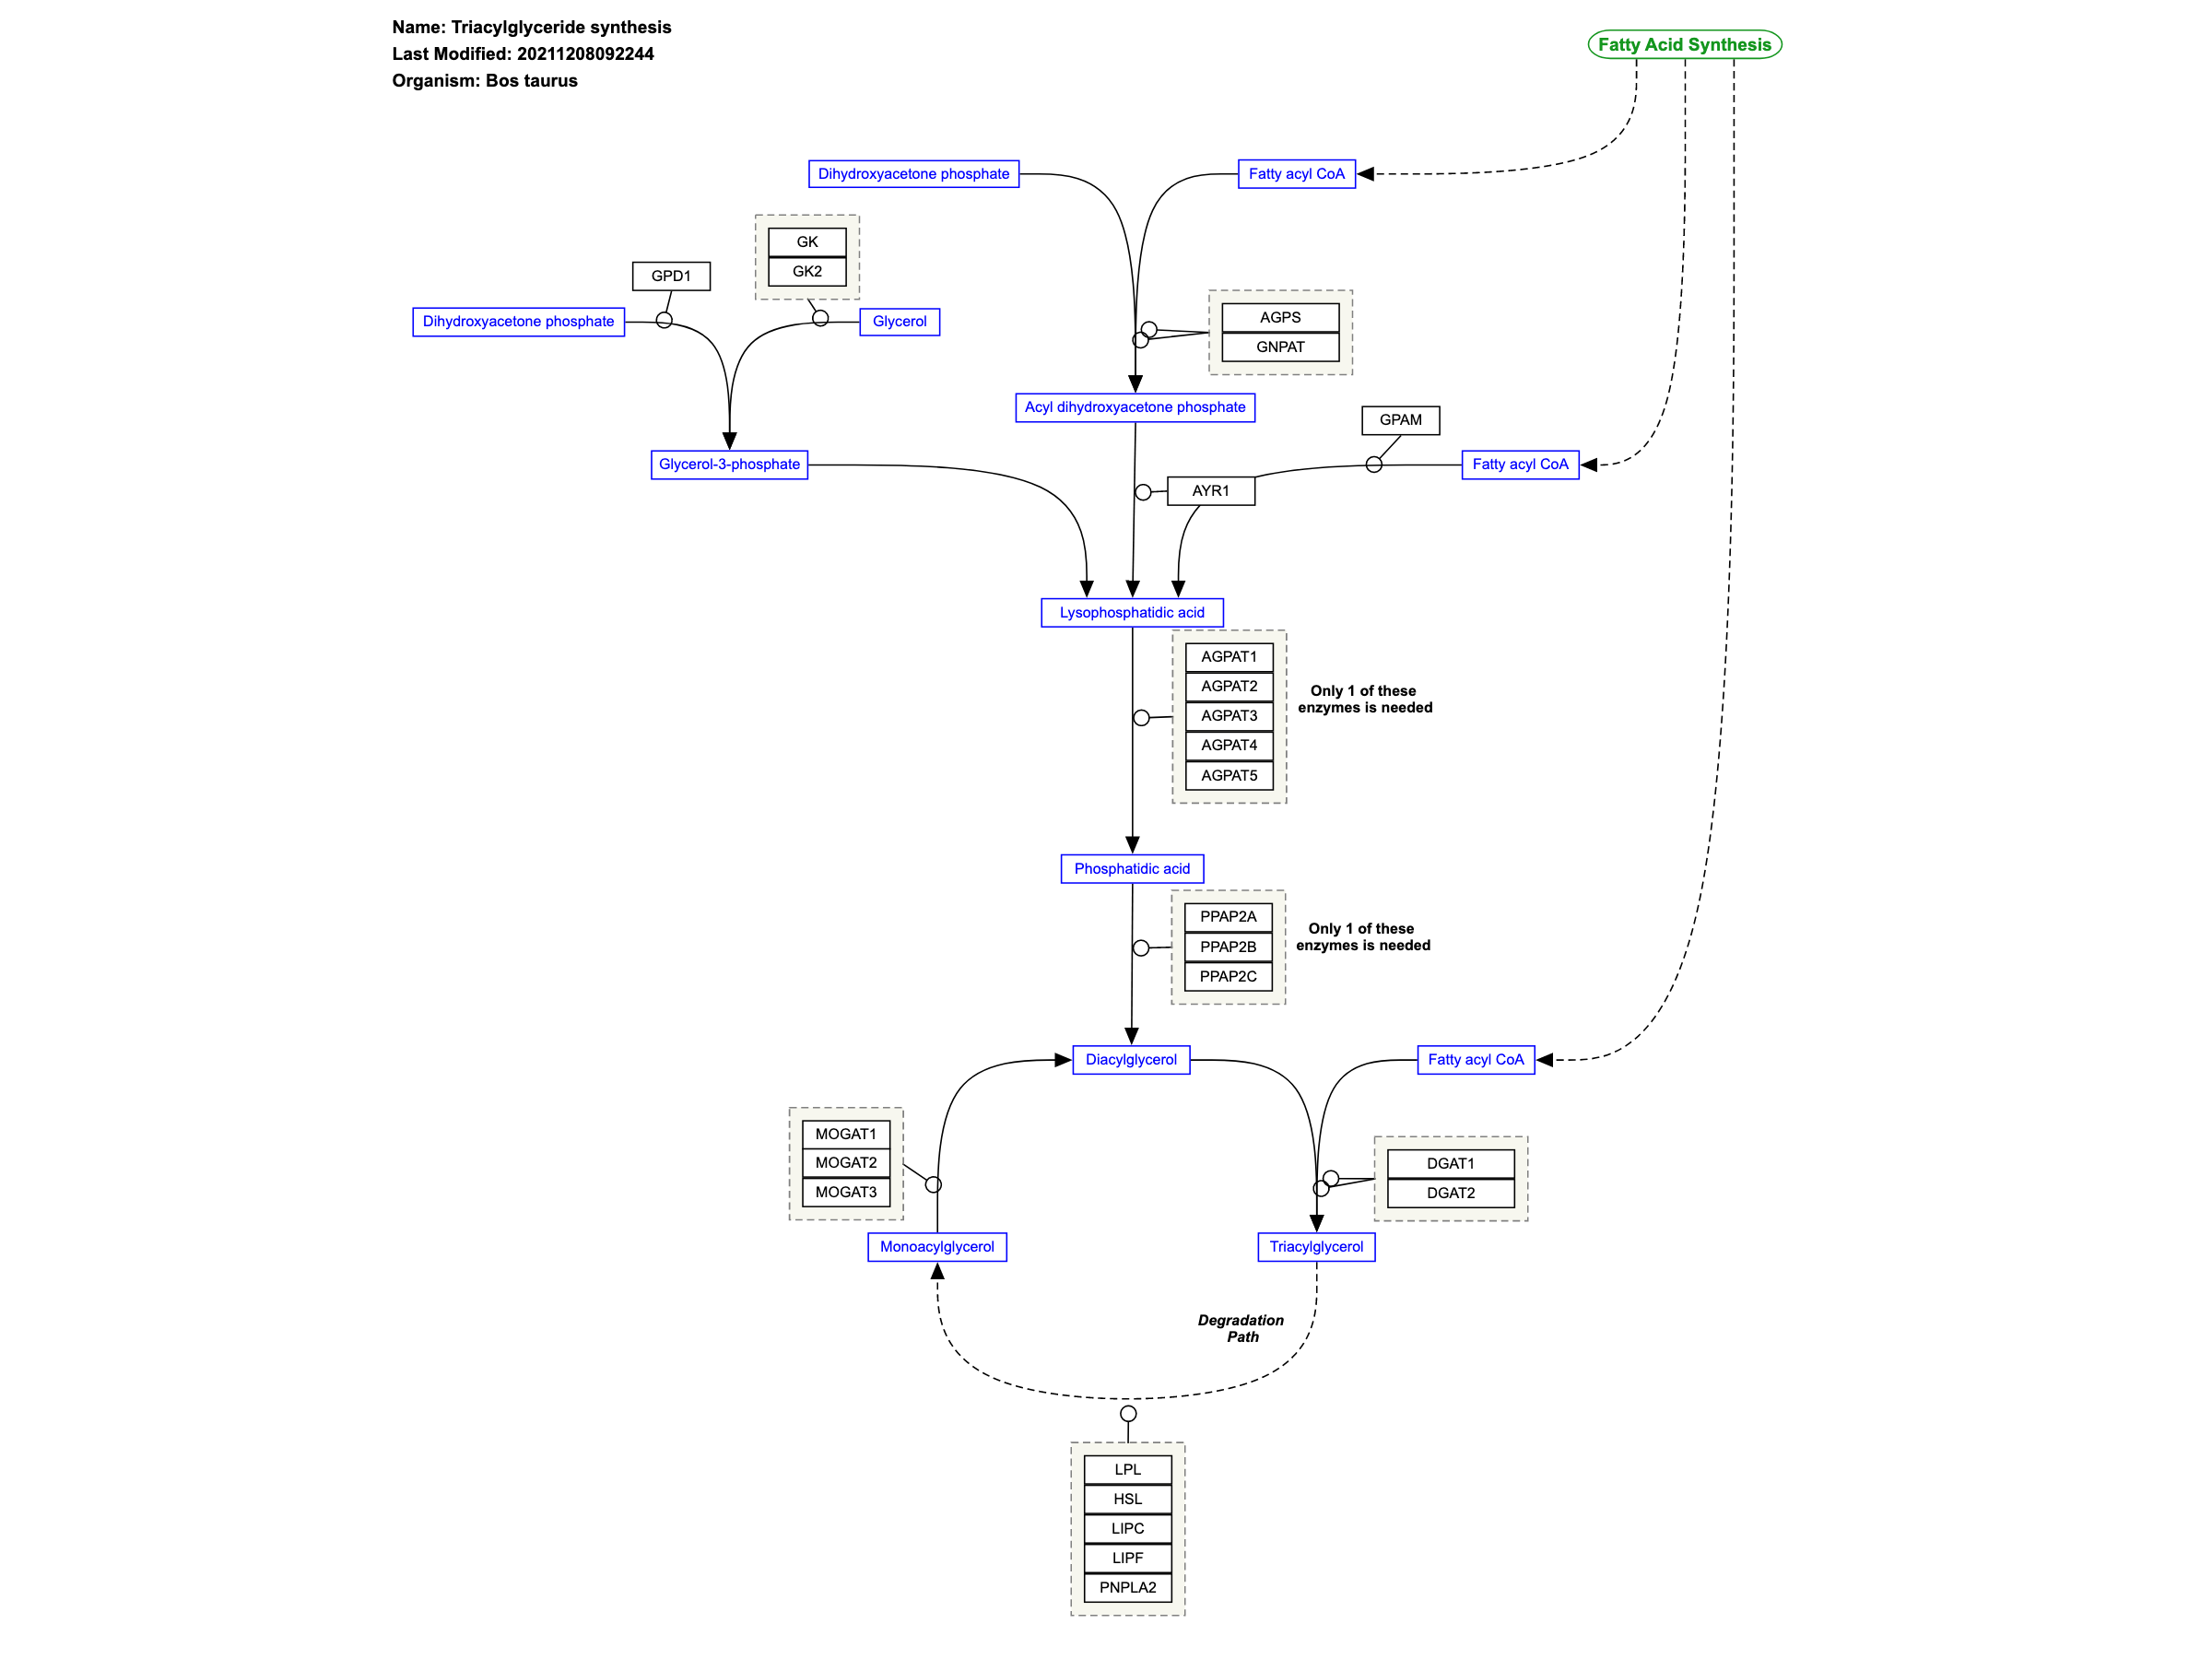 Name: Triacylglyceride synthesis
Last Modified: 20211208092244
Organism: Bos taurus
Fatty Acid Synthesis
Dihydroxyacetone phosphate
Fatty acyl CoA
GK
GK2
GPD1
Dihydroxyacetone phosphate
Glycerol
AGPS
GNPAT
Acyl dihydroxyacetone phosphate
GPAM
Glycerol-3-phosphate
Fatty acyl CoA
AYR1
Lysophosphatidic acid
AGPAT1
AGPAT2
AGPAT3
AGPAT4
AGPAT5
Only 1 of these
enzymes is needed
Phosphatidic acid
PPAP2A
PPAP2B
PPAP2C
Only 1 of these
enzymes is needed
Diacylglycerol
Fatty acyl CoA
MOGAT1
MOGAT2
MOGAT3
DGAT1
DGAT2
Monoacylglycerol
Triacylglycerol
Degradation
Path
LPL
HSL
LIPC
LIPF
PNPLA2